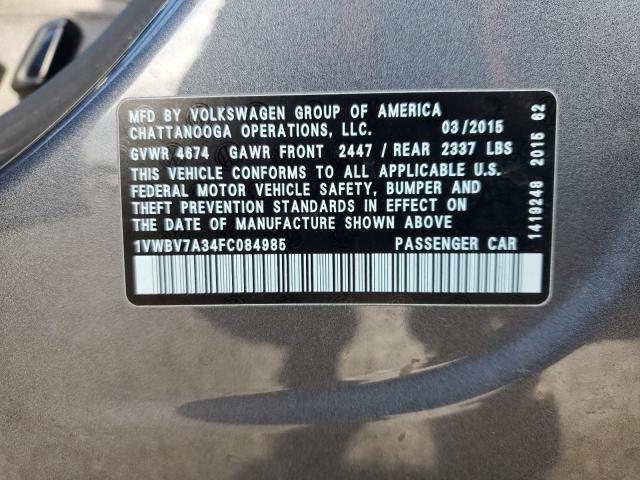 MFD BY VOLKSWAGEN GROUP OF AMERICA
CHATTANOOGA OPERATIONS, LLC. 03/2015
GVWR 4674 GAWR FRONT 2447 / REAR 2337 LBS
THIS VEHICLE CONFORMS TO ALL APPLICABLE U.S.
FEDERAL MOTOR VEHICLE SAFETY, BUMPER AND
THEFT PREVENTION STANDARDS IN EFFECT ON
THE DATE OF MANUFACTURE SHOWN ABOVE
1VWBV7A34FC084985 PASSENGER CAR
1419248 2015 62